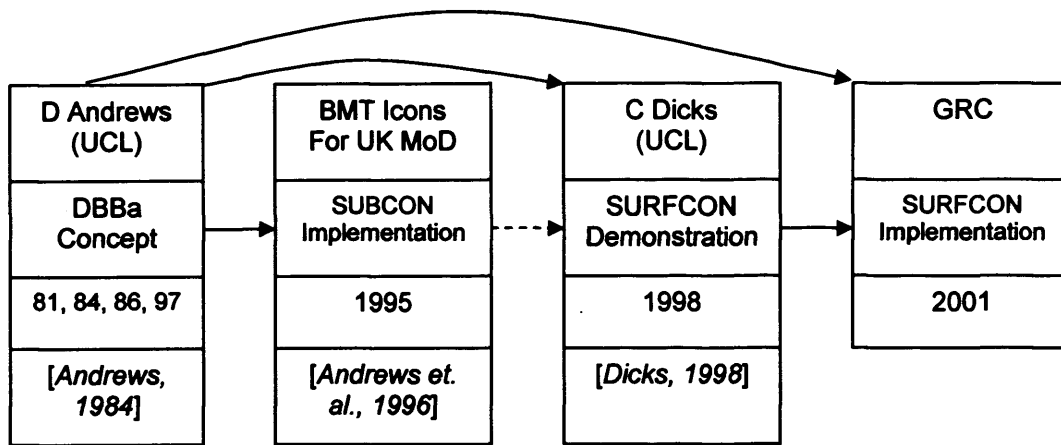 D Andrews
(UCL)
DBBa
Concept
81, 84, 86, 97
[Andrews,
1984]
BMT Icons
For UK MoD
SUBCON
Implementation
1995
[Andrews et.
al., 1996]
C Dicks
(UCL)
SURFCON
Demonstration
1998
[Dicks, 1998]
GRC
SURFCON
Implementation
2001